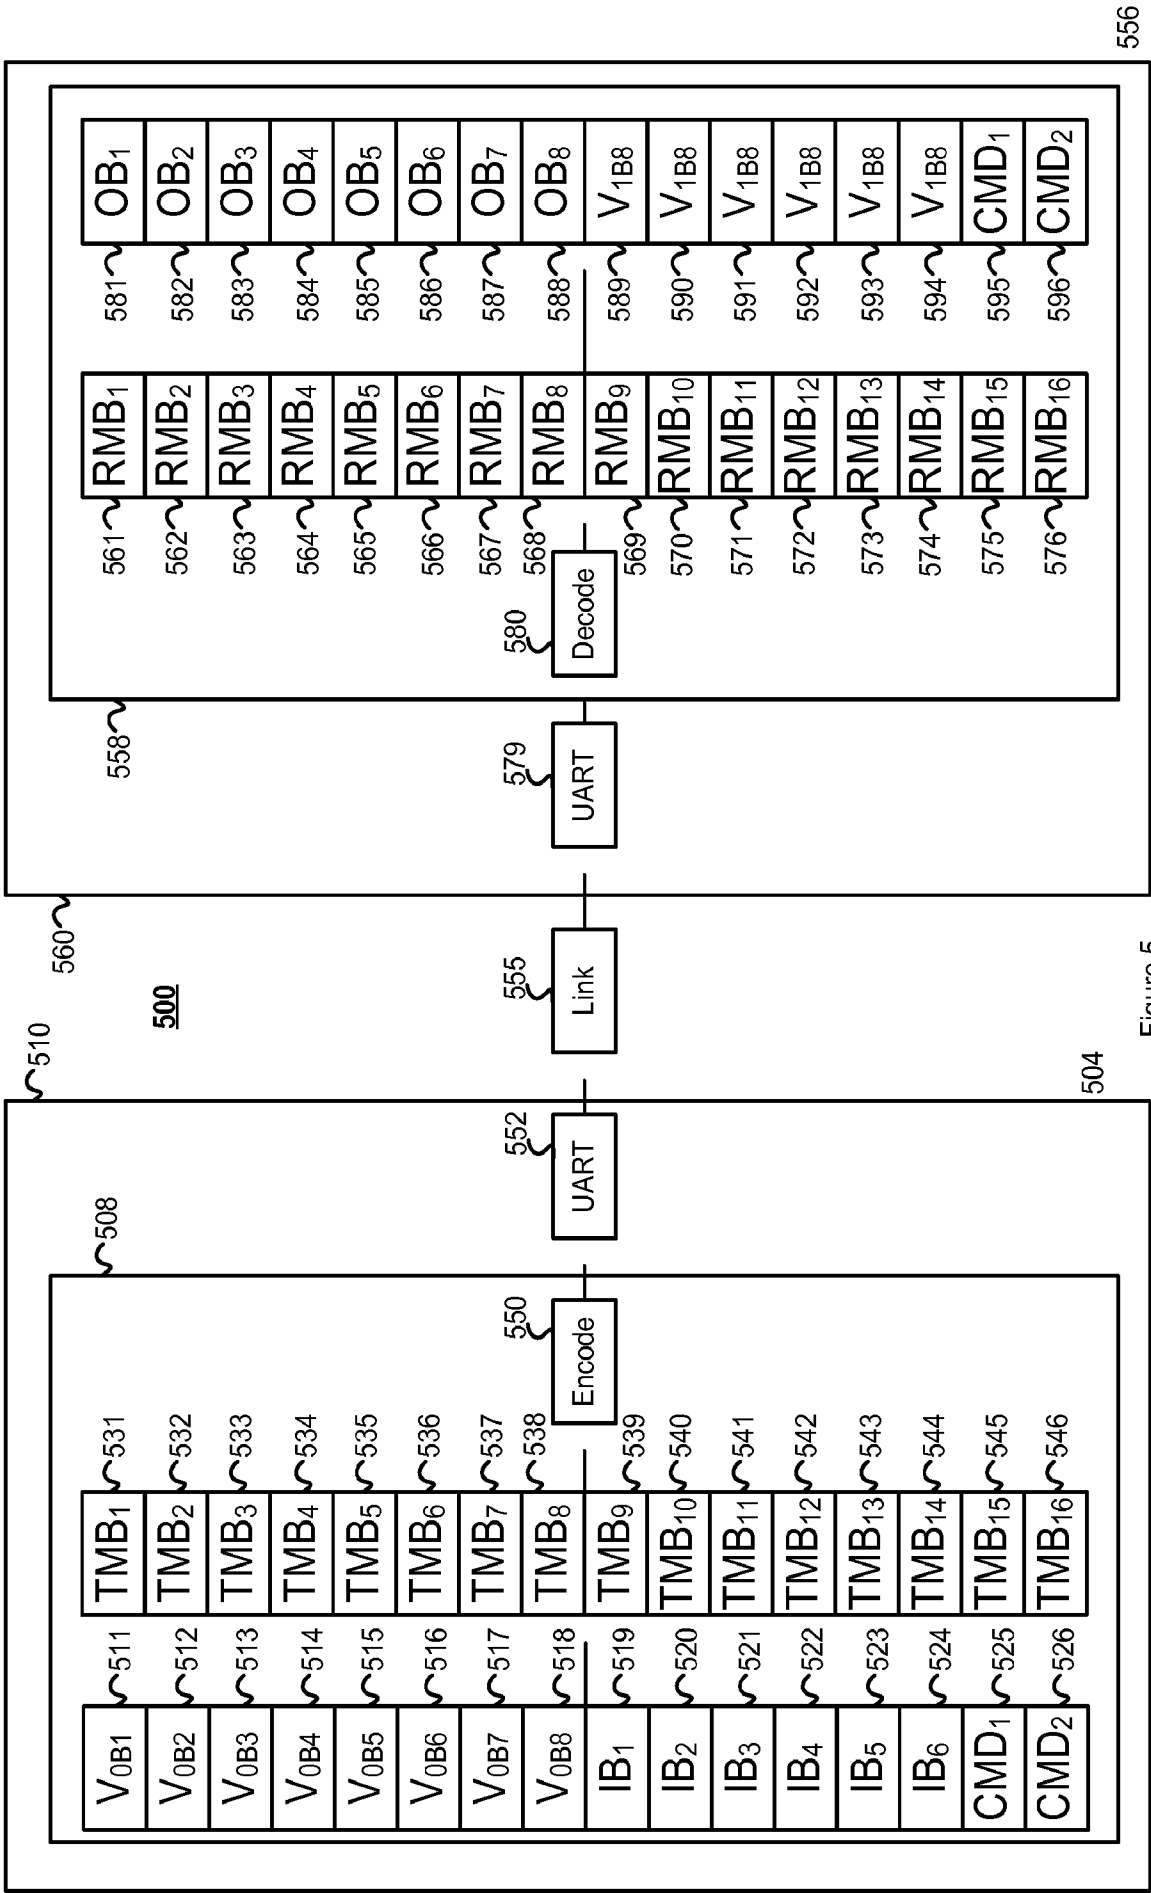 510
560
508
558
500
V0B1
511
TMB1
531
561
RMB1
581
OB1
V0B2
512
TMB2
532
562
RMB2
582
OB2
V0B3
513
TMB3
533
563
RMB3
583
OB3
V0B4
514
TMB4
534
564
RMB4
584
OB4
V0B5
515
TMB5
535
565
RMB5
585
OB5
V0B6
516
TMB6
536
566
RMB6
586
OB6
V0B7
517
TMB7
537
567
RMB7
587
OB7
V0B8
518
TMB8
538
568
RMB8
588
OB8
550
552
555
579
580
Encode
UART
Link
UART
Decode
IB1
519
TMB9
539
569
RMB9
589
V1B8
IB2
520
TMB10
540
570
RMB10
590
V1B8
IB3
521
TMB11
541
571
RMB11
591
V1B8
IB4
522
TMB12
542
572
RMB12
592
V1B8
IB5
523
TMB13
543
573
RMB13
593
V1B8
IB6
524
TMB14
544
574
RMB14
594
V1B8
CMD1
525
TMB15
545
575
RMB15
595
CMD1
CMD2
526
TMB16
546
576
RMB16
596
CMD2
504
556
Figure 5